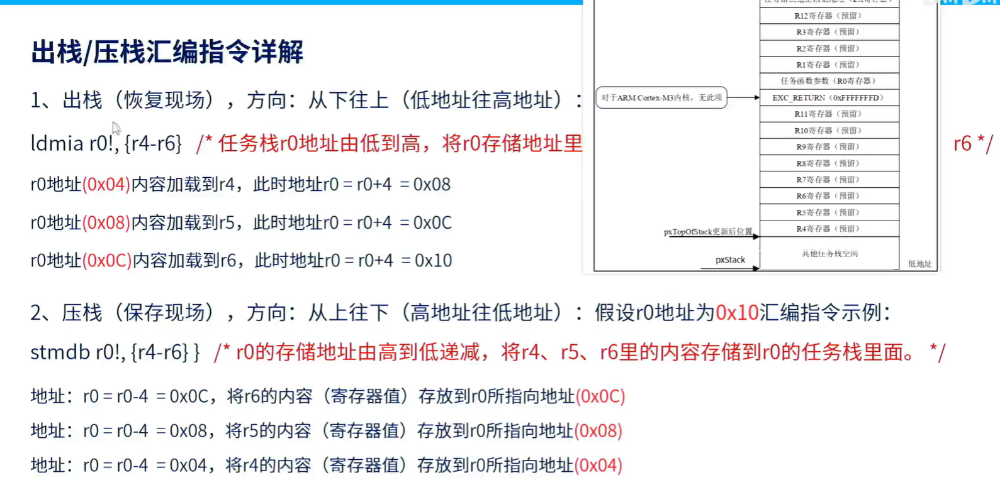 出栈/压栈汇编指令详解
1、出栈（恢复现场），方向：从下往上（低地址往高地址）：
ldmia r0!, {r4-r6} /* 任务栈r0地址由低到高，将r0存储地址里
r6 */
r0地址(0x04)内容加载到r4，此时地址r0 = r0+4 = 0x08
r0地址(0x08)内容加载到r5，此时地址r0 = r0+4 = 0x0C
r0地址(0x0C)内容加载到r6，此时地址r0 = r0+4 = 0x10
R12寄存器（预留）
R3寄存器（预留）
R2寄存器（预留）
R1寄存器（预留）
任务函数参数（R0寄存器）
对于ARM Cortex-M3内核，无此项
EXC_RETURN（0xFFFFFFFD）
R11寄存器（预留）
R10寄存器（预留）
R9寄存器（预留）
R8寄存器（预留）
R7寄存器（预留）
R6寄存器（预留）
R5寄存器（预留）
R4寄存器（预留）
pxTopOfStack更新后位置
其他任务栈空间
pxStack
低地址
2、压栈（保存现场），方向：从上往下（高地址往低地址）：假设r0地址为0x10汇编指令示例：
stmdb r0!, {r4-r6} } /* r0的存储地址由高到低递减，将r4、r5、r6里的内容存储到r0的任务栈里面。 */
地址：r0 = r0-4 = 0x0C，将r6的内容（寄存器值）存放到r0所指向地址(0x0C)
地址：r0 = r0-4 = 0x08，将r5的内容（寄存器值）存放到r0所指向地址(0x08)
地址：r0 = r0-4 = 0x04，将r4的内容（寄存器值）存放到r0所指向地址(0x04)